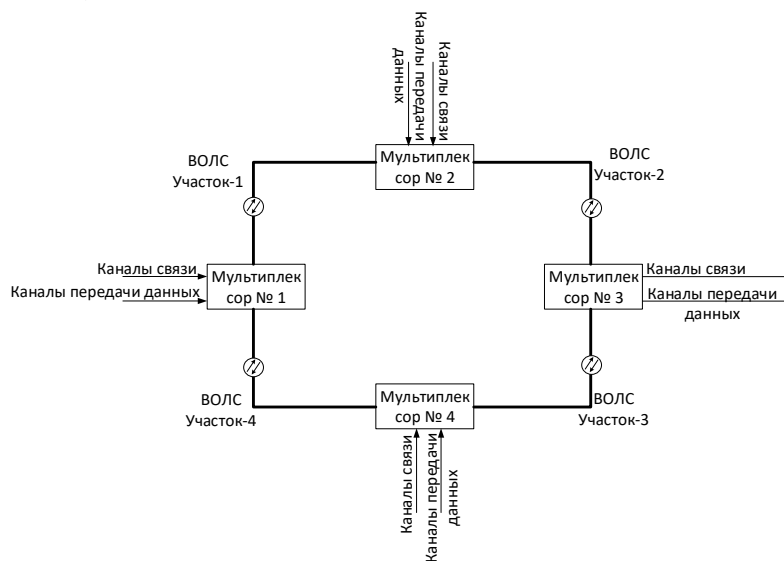 Каналы передачи
данных
Каналы связи
Мультиплек
сор № 2
ВОЛС
Участок-1
ВОЛС
Участок-2
Каналы связи
Каналы передачи данных
Мультиплек
сор № 1
Мультиплек
сор № 3
Каналы связи
Каналы передачи
данных
ВОЛС
Участок-4
Мультиплек
сор № 4
ВОЛС
Участок-3
Каналы связи
Каналы передачи
данных